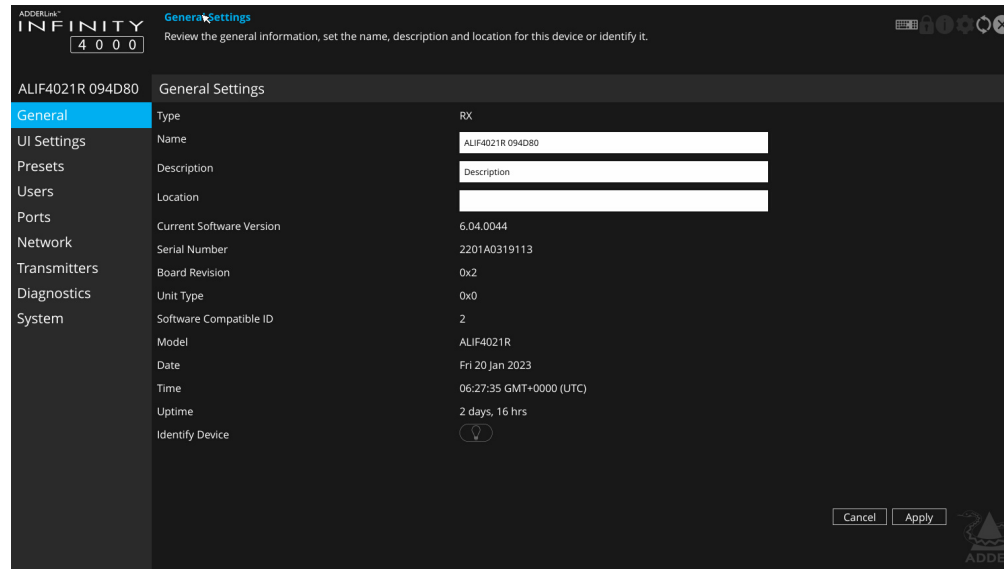 ADDERLink™
INFINITY
4000
General Settings
Review the general information, set the name, description and location for this device or identify it.
ALIF4021R 094D80
General Settings
General
UI Settings
Presets
Users
Ports
Network
Transmitters
Diagnostics
System
Type RX
Name ALIF4021R 094D80
Description Description
Location
Current Software Version 6.04.0044
Serial Number 2201A0319113
Board Revision 0x2
Unit Type 0x0
Software Compatible ID 2
Model ALIF4021R
Date Fri 20 Jan 2023
Time 06:27:35 GMT+0000 (UTC)
Uptime 2 days, 16 hrs
Identify Device
Cancel Apply
ADDE